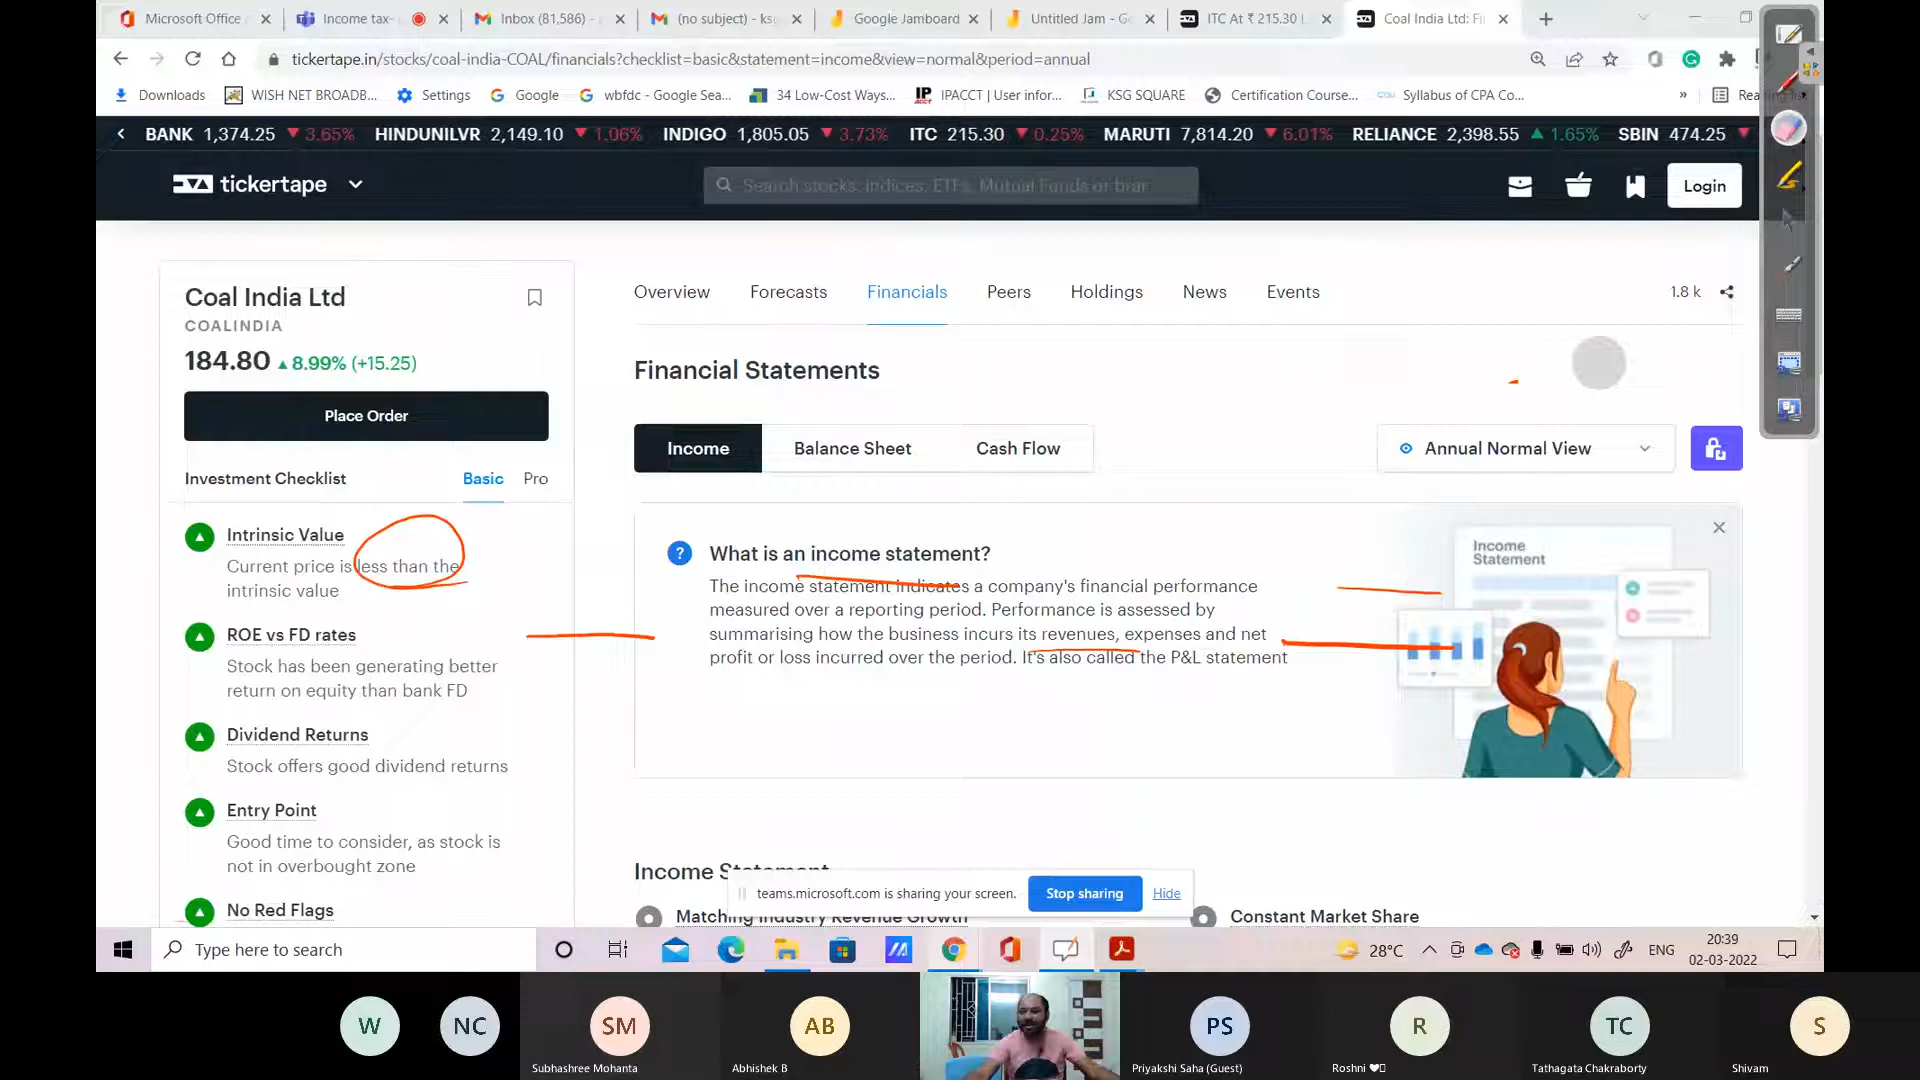 Microsoft Office
Income tax-
Inbox (81,586) -
(no subject) - ksg
Google Jamboard
Untitled Jam - Go
ITC At ₹ 215.30
Coal India Ltd: Fi
tickertape.in/stocks/coal-india-COAL/financials?checklist=basic&statement=income&view=normal&period=annual
Downloads
WISH NET BROADB...
Settings
Google
wbfdc - Google Sea...
34 Low-Cost Ways...
IPACCT | User infor...
KSG SQUARE
Certification Course...
Syllabus of CPA Co...
»
BANK 1,374.25 ▼ 3.65%
HINDUNILVR 2,149.10 ▼ 1.06%
INDIGO 1,805.05 ▼ 3.73%
ITC 215.30 ▼ 0.25%
MARUTI 7,814.20 ▼ 6.01%
RELIANCE 2,398.55 ▲ 1.65%
SBIN 474.25 ▼
tickertape
Search stocks, indices, ETFs, Mutual Funds or bran
Login
Coal India Ltd
COALINDIA
184.80 ▲ 8.99% (+15.25)
Place Order
Investment Checklist
Basic
Pro
Intrinsic Value
Current price is less than the
intrinsic value
ROE vs FD rates
Stock has been generating better
return on equity than bank FD
Dividend Returns
Stock offers good dividend returns
Entry Point
Good time to consider, as stock is
not in overbought zone
No Red Flags
Overview
Forecasts
Financials
Peers
Holdings
News
Events
1.8 k
Financial Statements
Income
Balance Sheet
Cash Flow
Annual Normal View
? What is an income statement?
The income statement indicates a company's financial performance
measured over a reporting period. Performance is assessed by
summarising how the business incurs its revenues, expenses and net
profit or loss incurred over the period. It's also called the P&L statement
Income
Statement
Income Statement
Matching Industry Revenue Growth
Constant Market Share
teams.microsoft.com is sharing your screen.
Stop sharing
Hide
Type here to search
28°C
ENG
20:39
02-03-2022
W
NC
SM
Subhashree Mohanta
AB
Abhishek B
PS
Priyakshi Saha (Guest)
R
Roshni
TC
Tathagata Chakraborty
S
Shivam